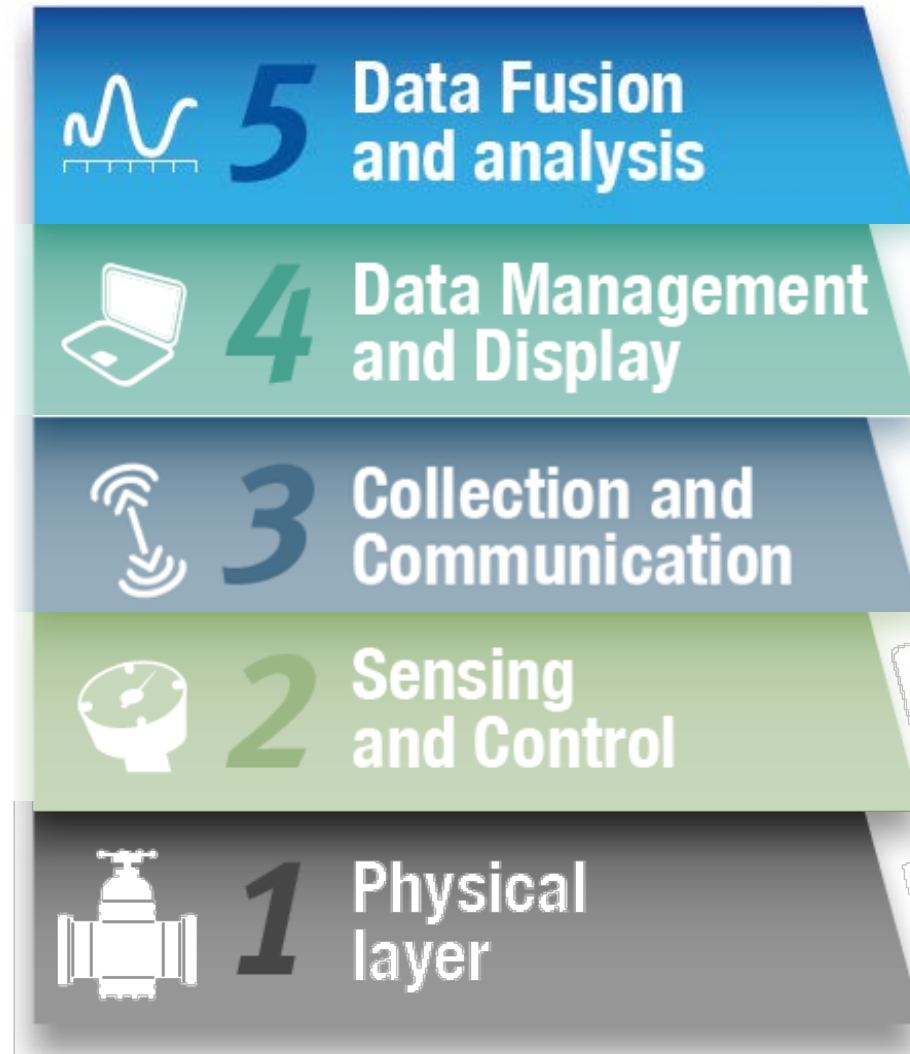 5 Data Fusion
and analysis
4 Data Management
and Display
3 Collection and
Communication
2 Sensing
and Control
1 Physical
layer